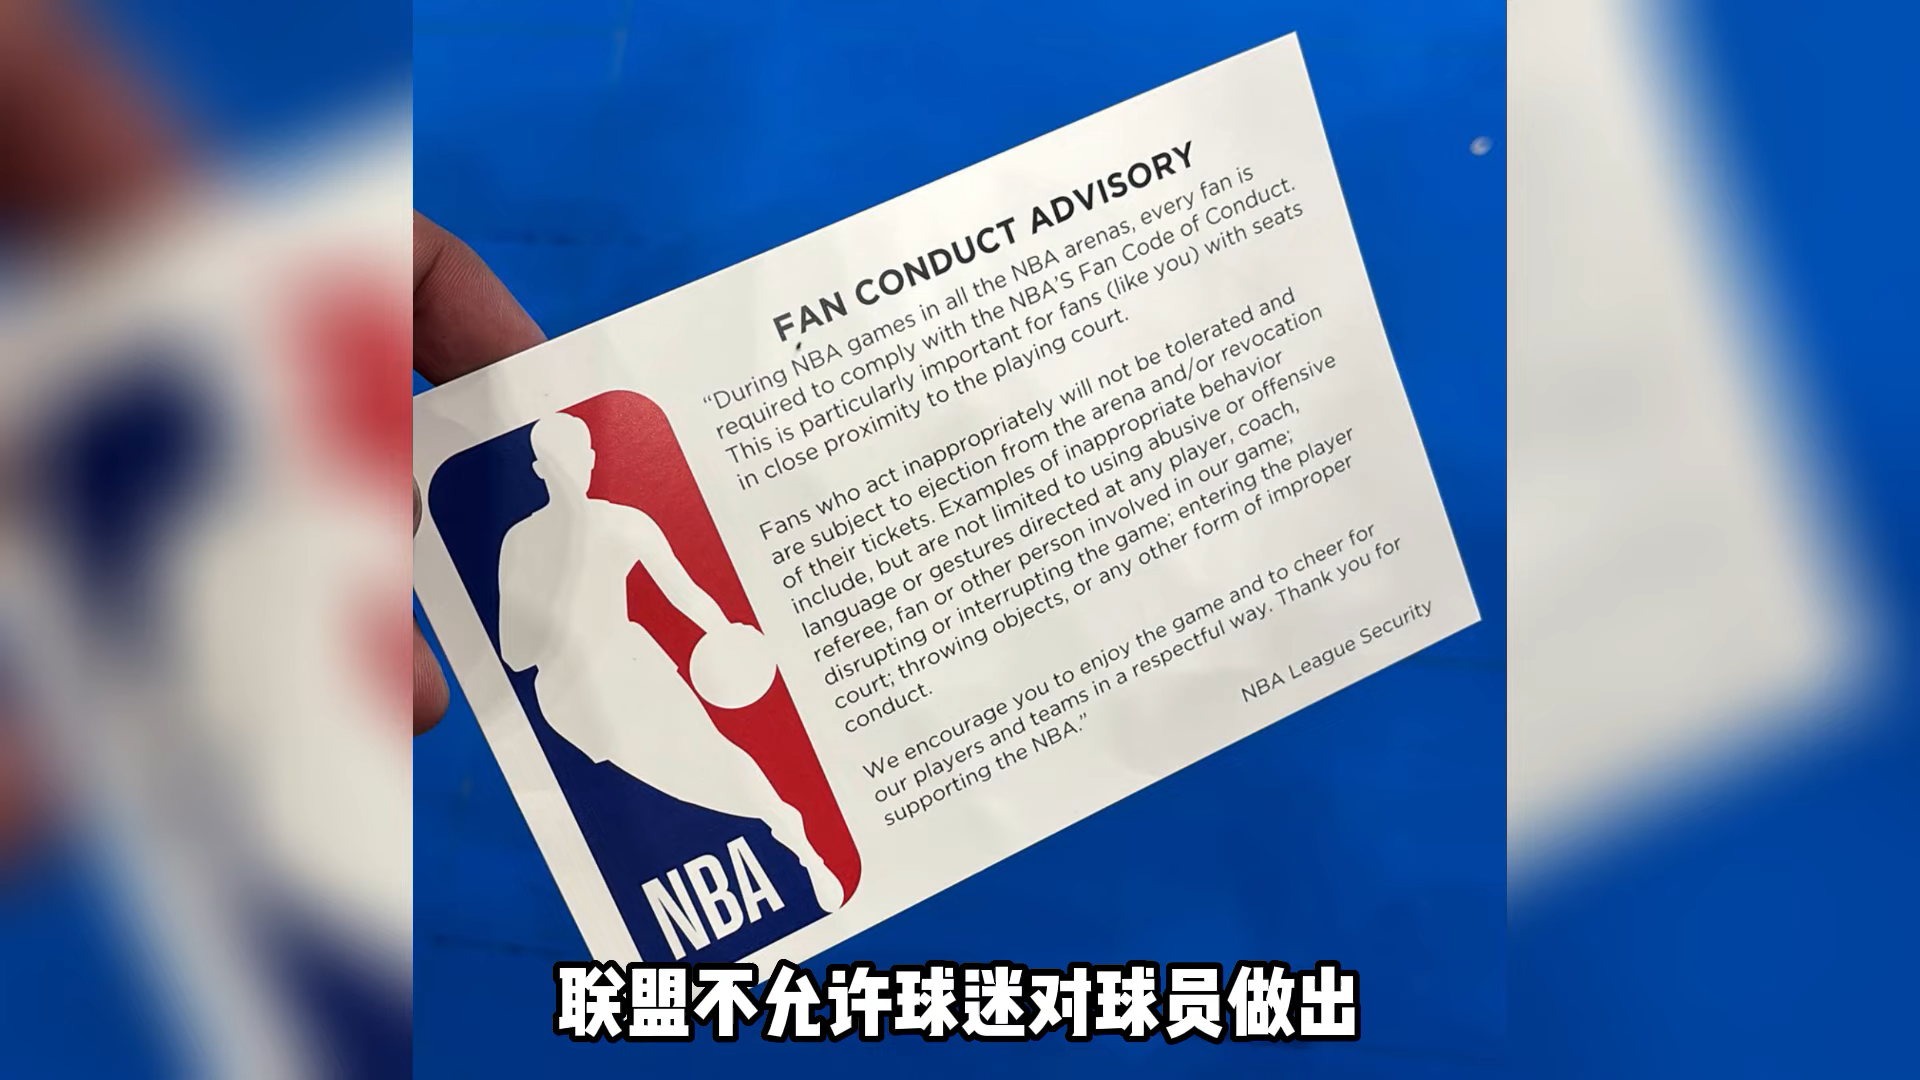 FAN CONDUCT ADVISORY
“During NBA games in all the NBA arenas, every fan is
required to comply with the NBA'S Fan Code of Conduct.
This is particularly important for fans (like you) with seats
in close proximity to the playing court.
Fans who act inappropriately will not be tolerated and
are subject to ejection from the arena and/or revocation
of their tickets. Examples of inappropriate behavior
include, but are not limited to using abusive or offensive
language or gestures directed at any player, coach,
referee, fan or other person involved in our game;
disrupting or interrupting the game; entering the player
court; throwing objects, or any other form of improper
conduct.
We encourage you to enjoy the game and to cheer for
our players and teams in a respectful way. Thank you for
supporting the NBA.”
NBA League Security
NBA
联盟不允许球迷对球员做出